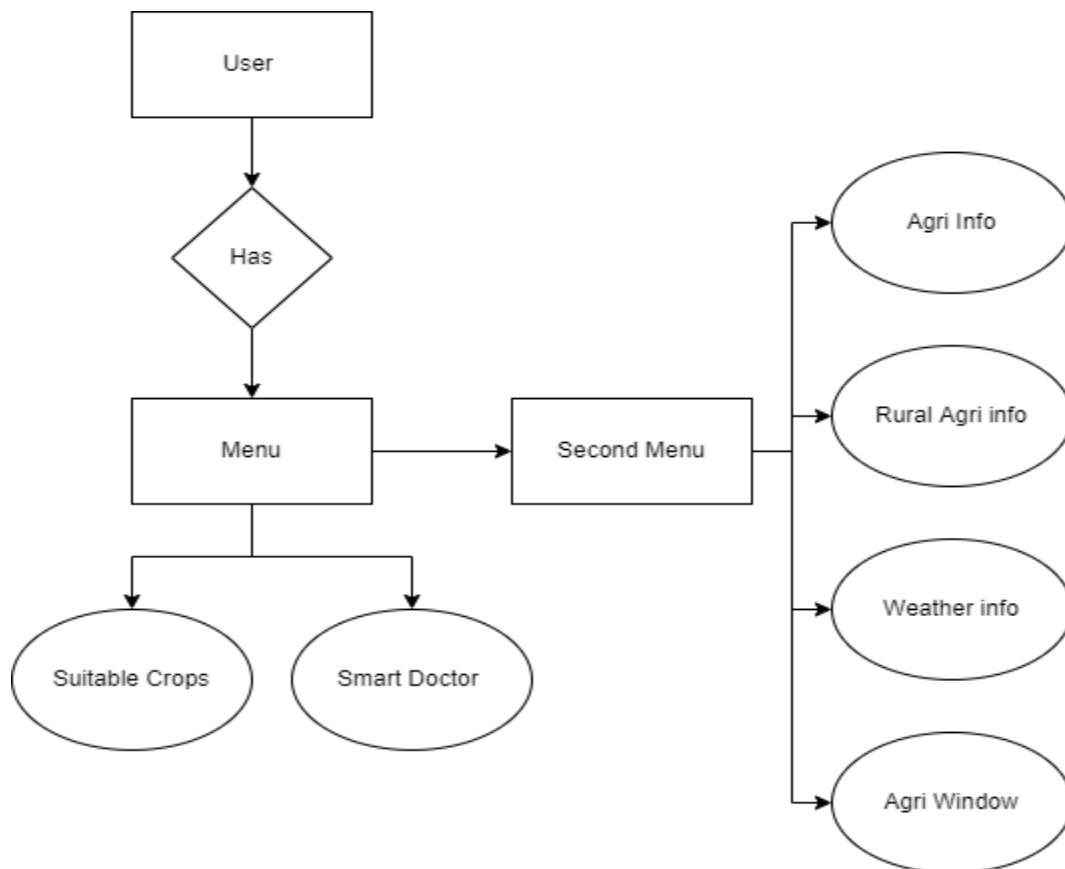 User
Has
Menu
Second Menu
Suitable Crops
Smart Doctor
Agri Info
Rural Agri info
Weather info
Agri Window